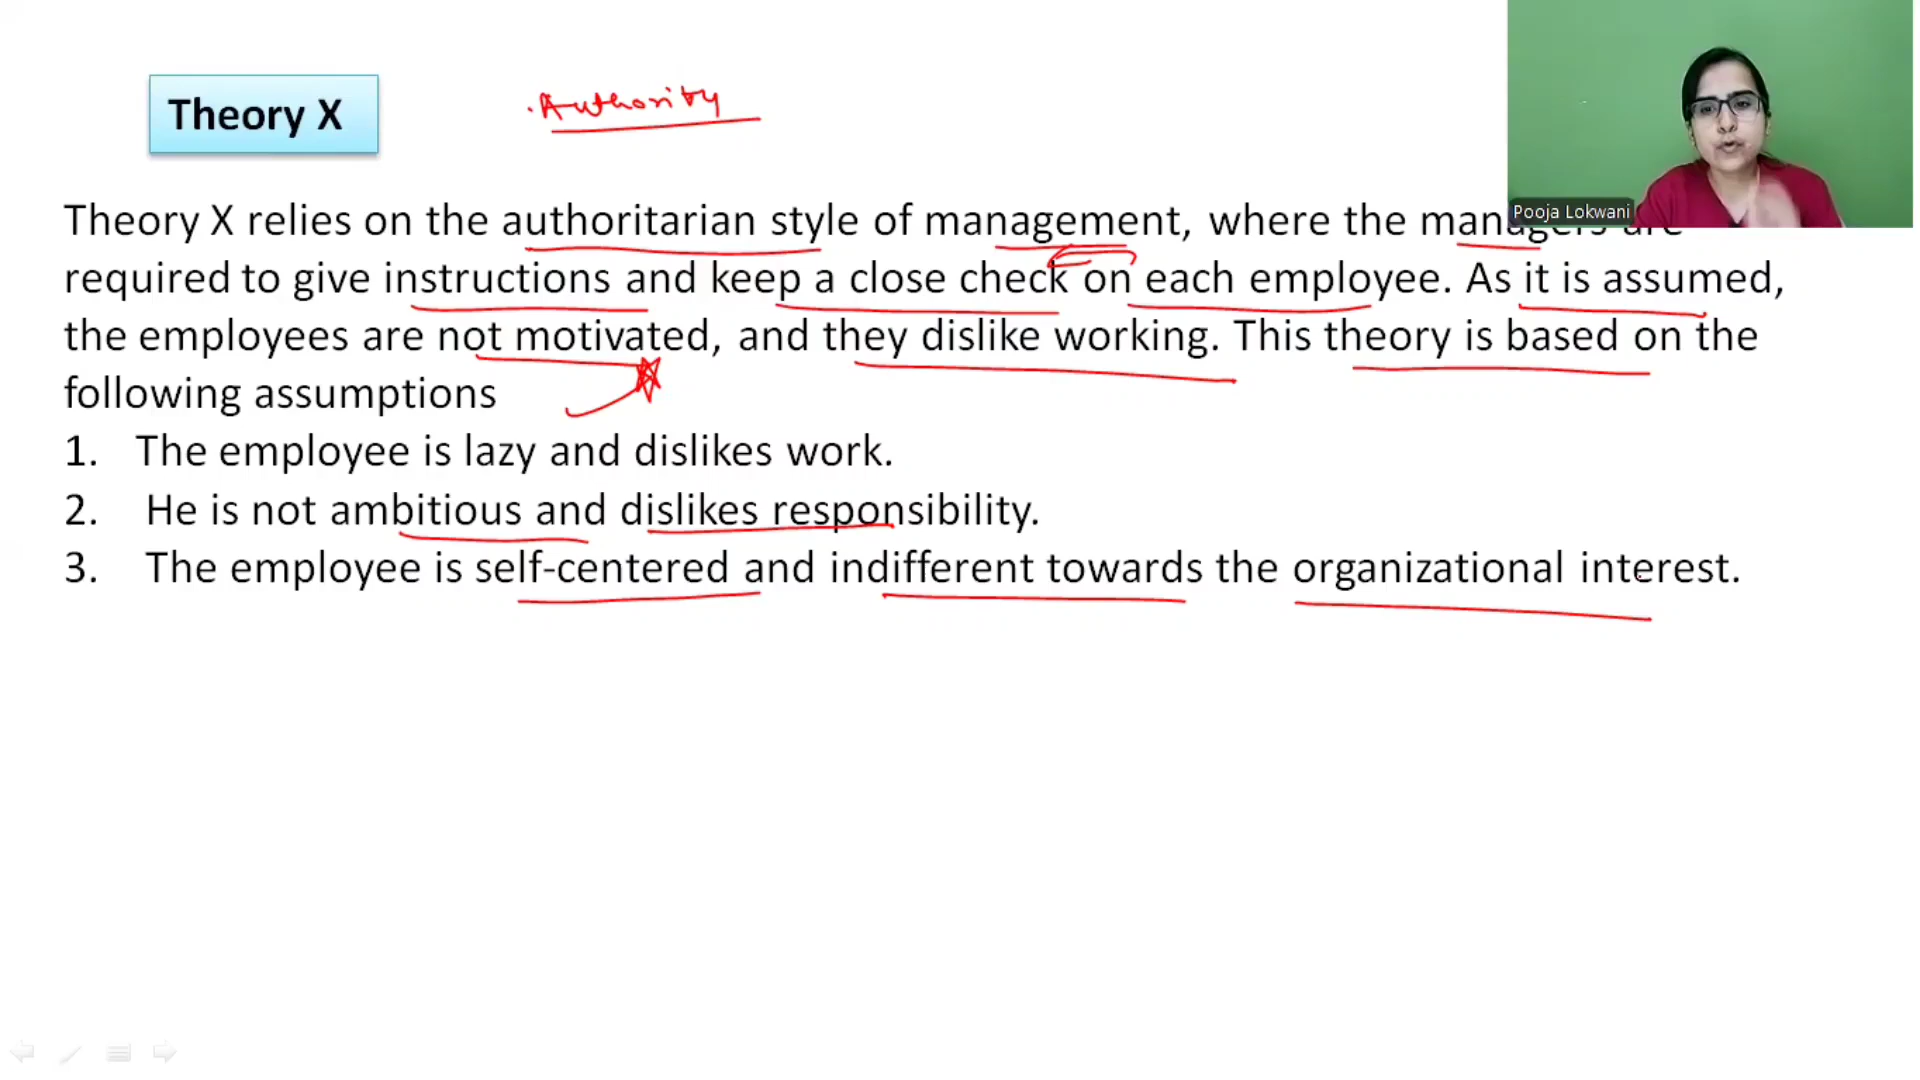 Theory X
.Authority
Pooja Lokwani
Theory X relies on the authoritarian style of management, where the managers are
required to give instructions and keep a close check on each employee. As it is assumed,
the employees are not motivated, and they dislike working. This theory is based on the
following assumptions
1. The employee is lazy and dislikes work.
2. He is not ambitious and dislikes responsibility.
3. The employee is self-centered and indifferent towards the organizational interest.